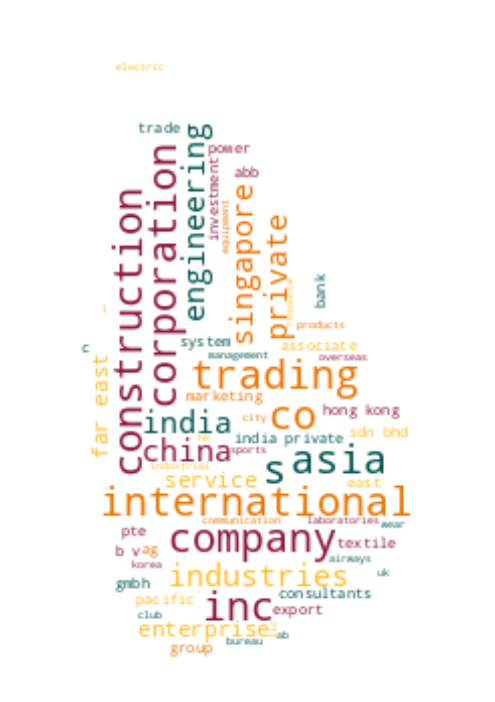 electric
trade
engineering
power
corporation
investment
abb
construction
equipment
singapore
private
bank
resource
products
c
system
associate
management
overseas
far east
trading
marketing
co
hong kong
india
city
sdn bhd
hk
india private
china
sports
s
asia
industrial
service
east
international
communication
laboratories
wear
pte
company
textile
b v
ag
airways
korea
industries
uk
gmbh
consultants
pacific
inc
export
club
enterprise
ab
bureau
group